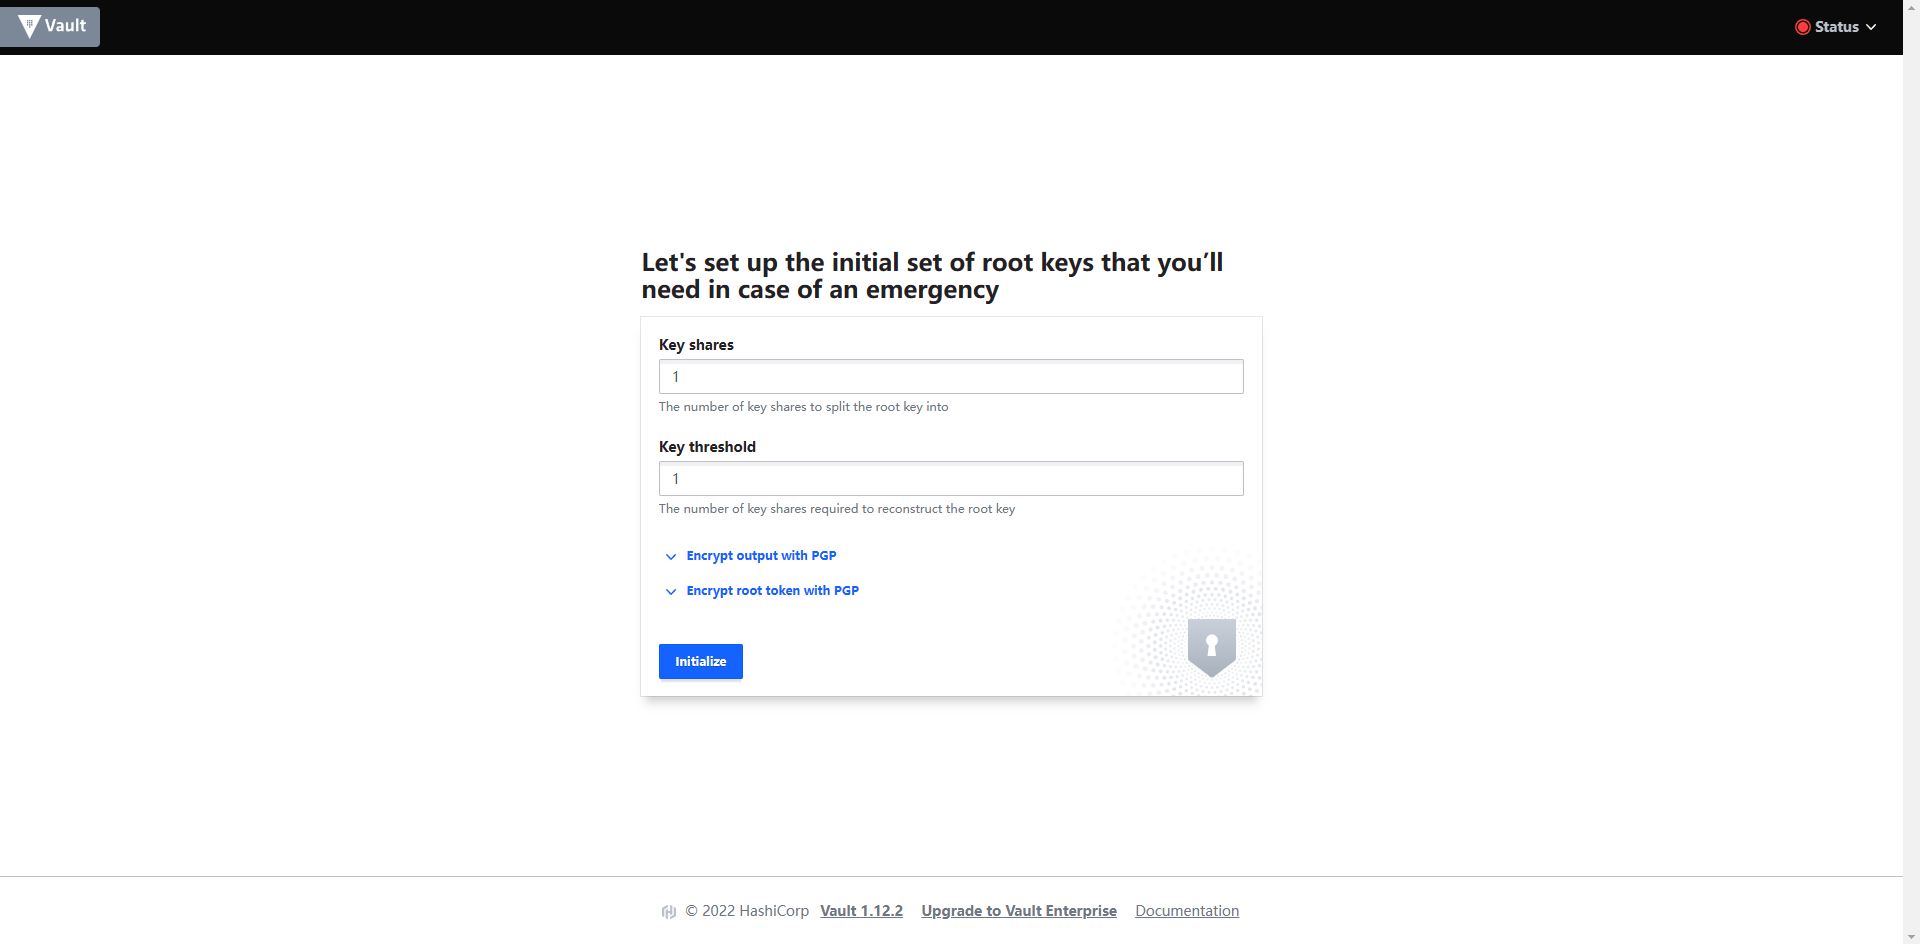 Vault
Status
Let's set up the initial set of root keys that you’ll
need in case of an emergency
Key shares
1
The number of key shares to split the root key into
Key threshold
1
The number of key shares required to reconstruct the root key
Encrypt output with PGP
Encrypt root token with PGP
Initialize
© 2022 HashiCorp Vault 1.12.2 Upgrade to Vault Enterprise Documentation